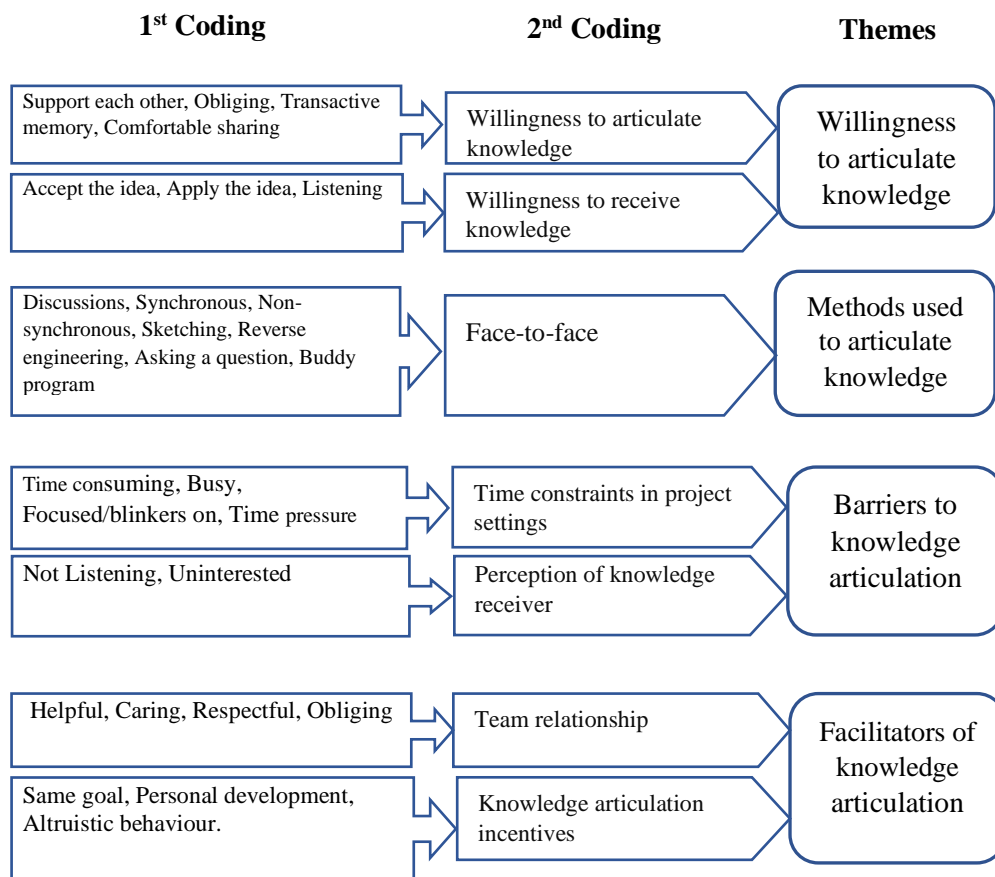 1st Coding
2nd Coding
Themes
Support each other, Obliging, Transactive
memory, Comfortable sharing
Willingness to articulate
knowledge
Accept the idea, Apply the idea, Listening
Willingness to receive
knowledge
Willingness
to articulate
knowledge
Discussions, Synchronous, Non-
synchronous, Sketching, Reverse
engineering, Asking a question, Buddy
program
Face-to-face
Methods used
to articulate
knowledge
Time consuming, Busy,
Focused/blinkers on, Time pressure
Time constraints in project
settings
Not Listening, Uninterested
Perception of knowledge
receiver
Barriers to
knowledge
articulation
Helpful, Caring, Respectful, Obliging
Team relationship
Same goal, Personal development,
Altruistic behaviour.
Knowledge articulation
incentives
Facilitators of
knowledge
articulation